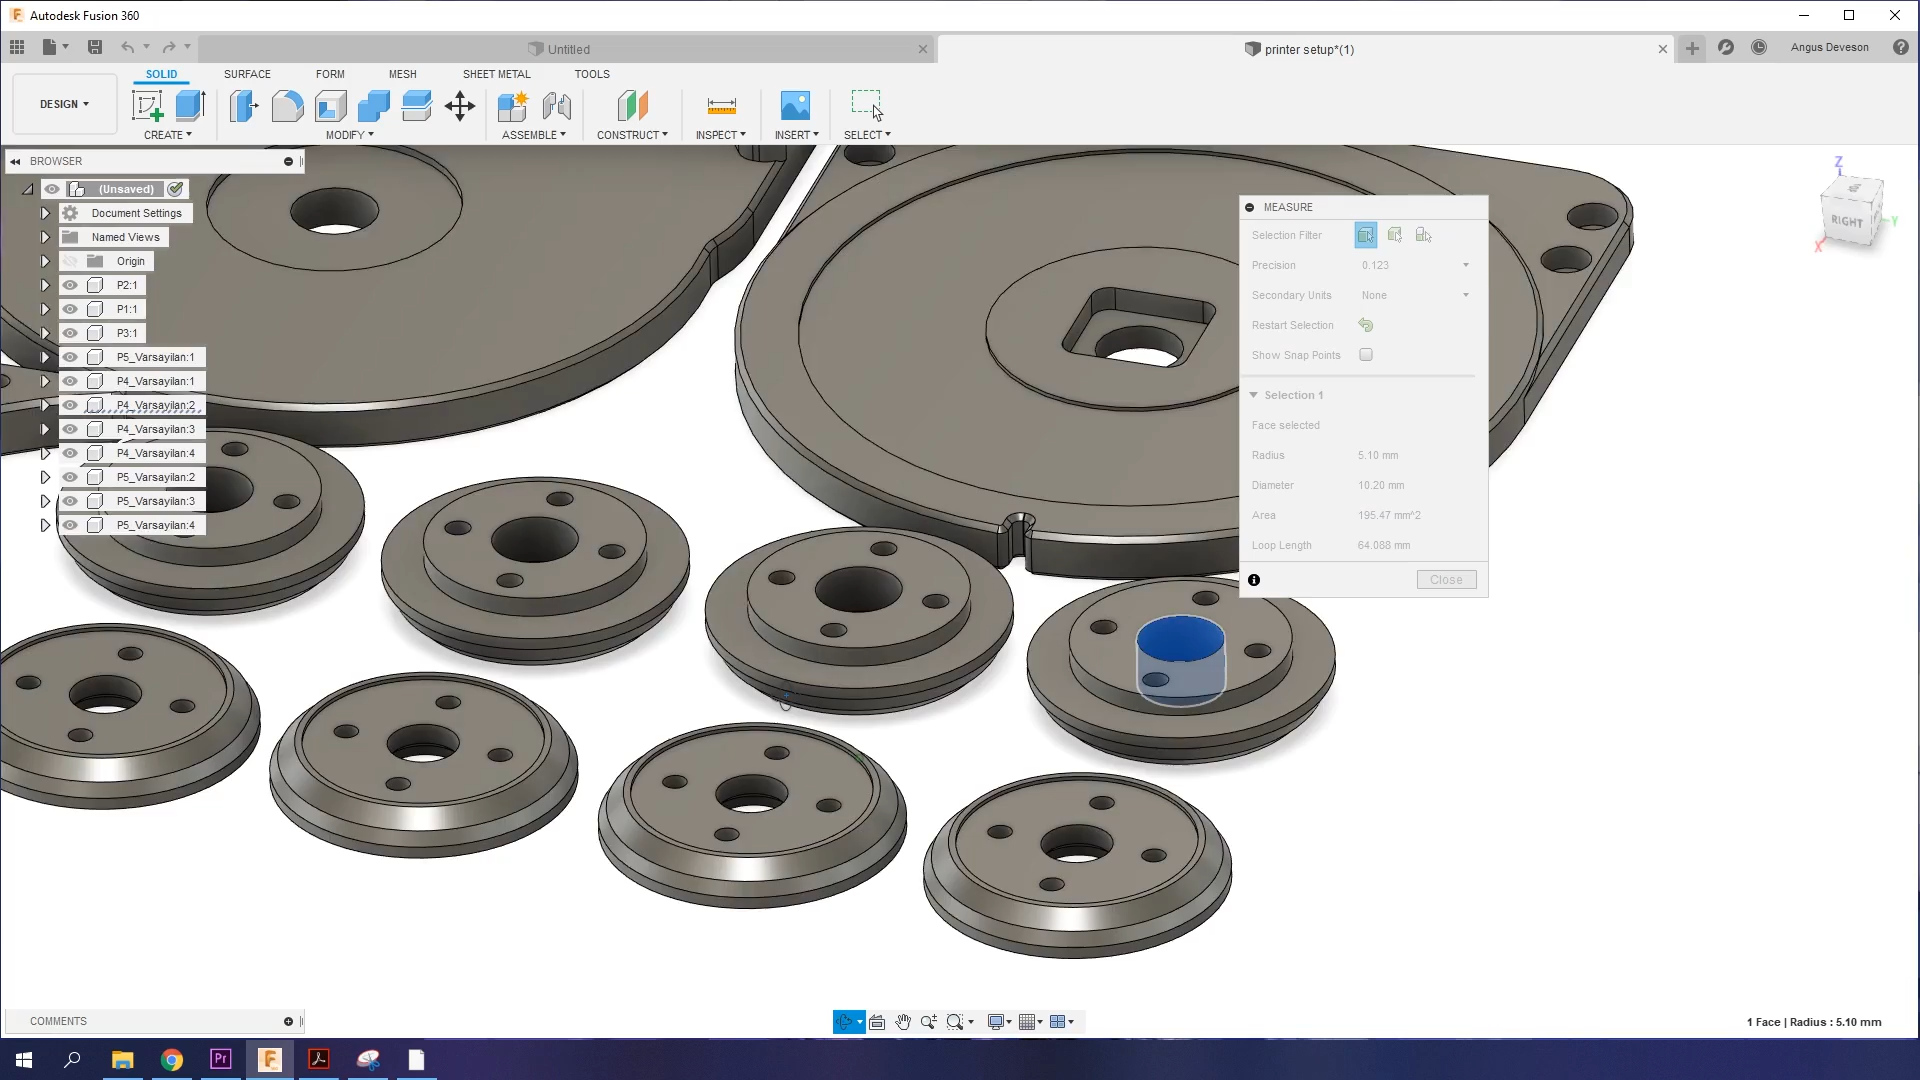 Autodesk Fusion 360
Untitled
printer setup*(1)
Angus Deveson
DESIGN
SOLID
SURFACE
FORM
MESH
SHEET METAL
TOOLS
CREATE
MODIFY
ASSEMBLE
CONSTRUCT
INSPECT
INSERT
SELECT
BROWSER
(Unsaved)
Document Settings
Named Views
Origin
P2:1
P1:1
P3:1
P5_Varsayilan:1
P4_Varsayilan:1
P4_Varsayilan:2
P4_Varsayilan:3
P4_Varsayilan:4
P5_Varsayilan:2
P5_Varsayilan:3
P5_Varsayilan:4
MEASURE
Selection Filter
Precision 0.123
Secondary Units None
Restart Selection
Show Snap Points
Selection 1
Face selected
Radius 5.10 mm
Diameter 10.20 mm
Area 195.47 mm^2
Loop Length 64.088 mm
Close
Z
RIGHT
Y
X
COMMENTS
1 Face | Radius : 5.10 mm
Pr
F